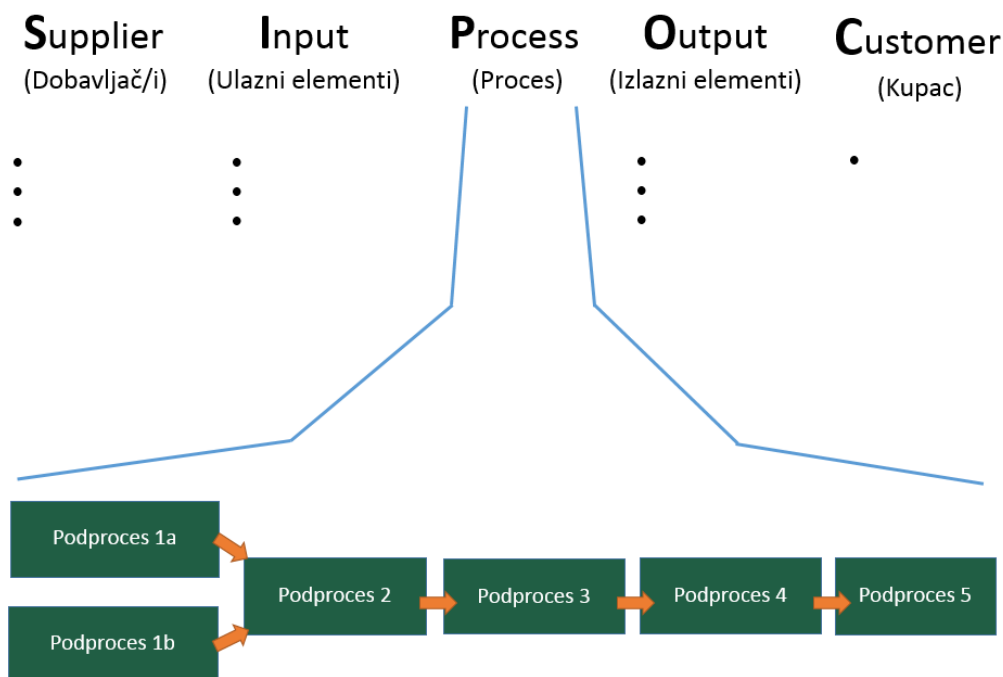 Supplier
(Dobavljač/i)
Input
(Ulazni elementi)
Process
(Proces)
Output
(Izlazni elementi)
Customer
(Kupac)
Podproces 1a
Podproces 1b
Podproces 2
Podproces 3
Podproces 4
Podproces 5